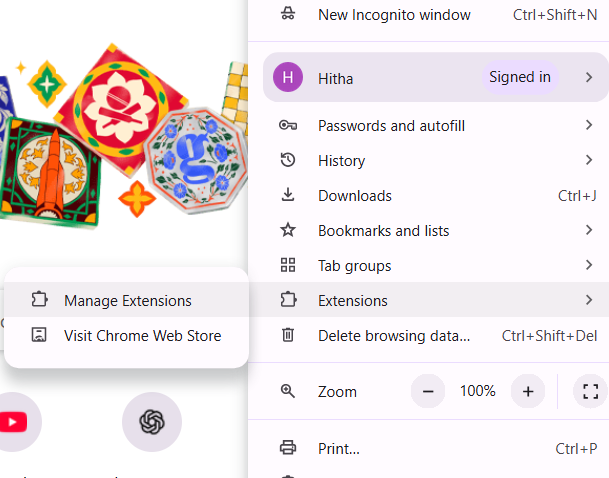 New Incognito window Ctrl+Shift+N
H Hitha Signed in
Passwords and autofill
History
Downloads Ctrl+J
Bookmarks and lists
Tab groups
Extensions
Manage Extensions
Visit Chrome Web Store
Delete browsing data... Ctrl+Shift+Del
Zoom − 100% +
Print... Ctrl+P
g